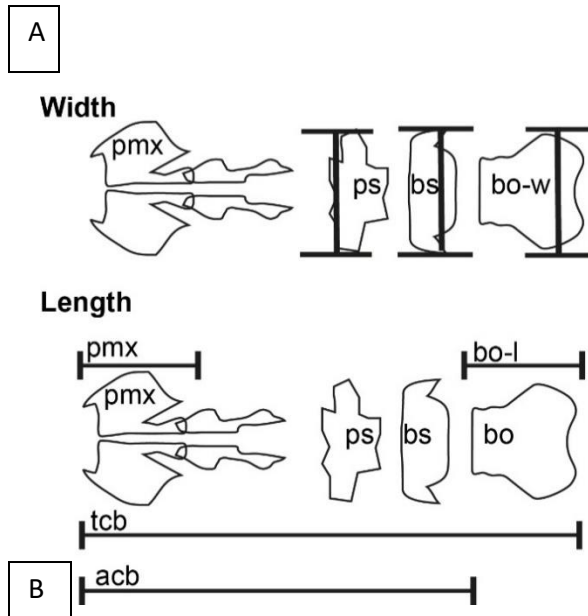 A
Width
pmx
ps bs bo-w
Length
pmx bo-l
pmx
ps bs bo
tcb
B acb